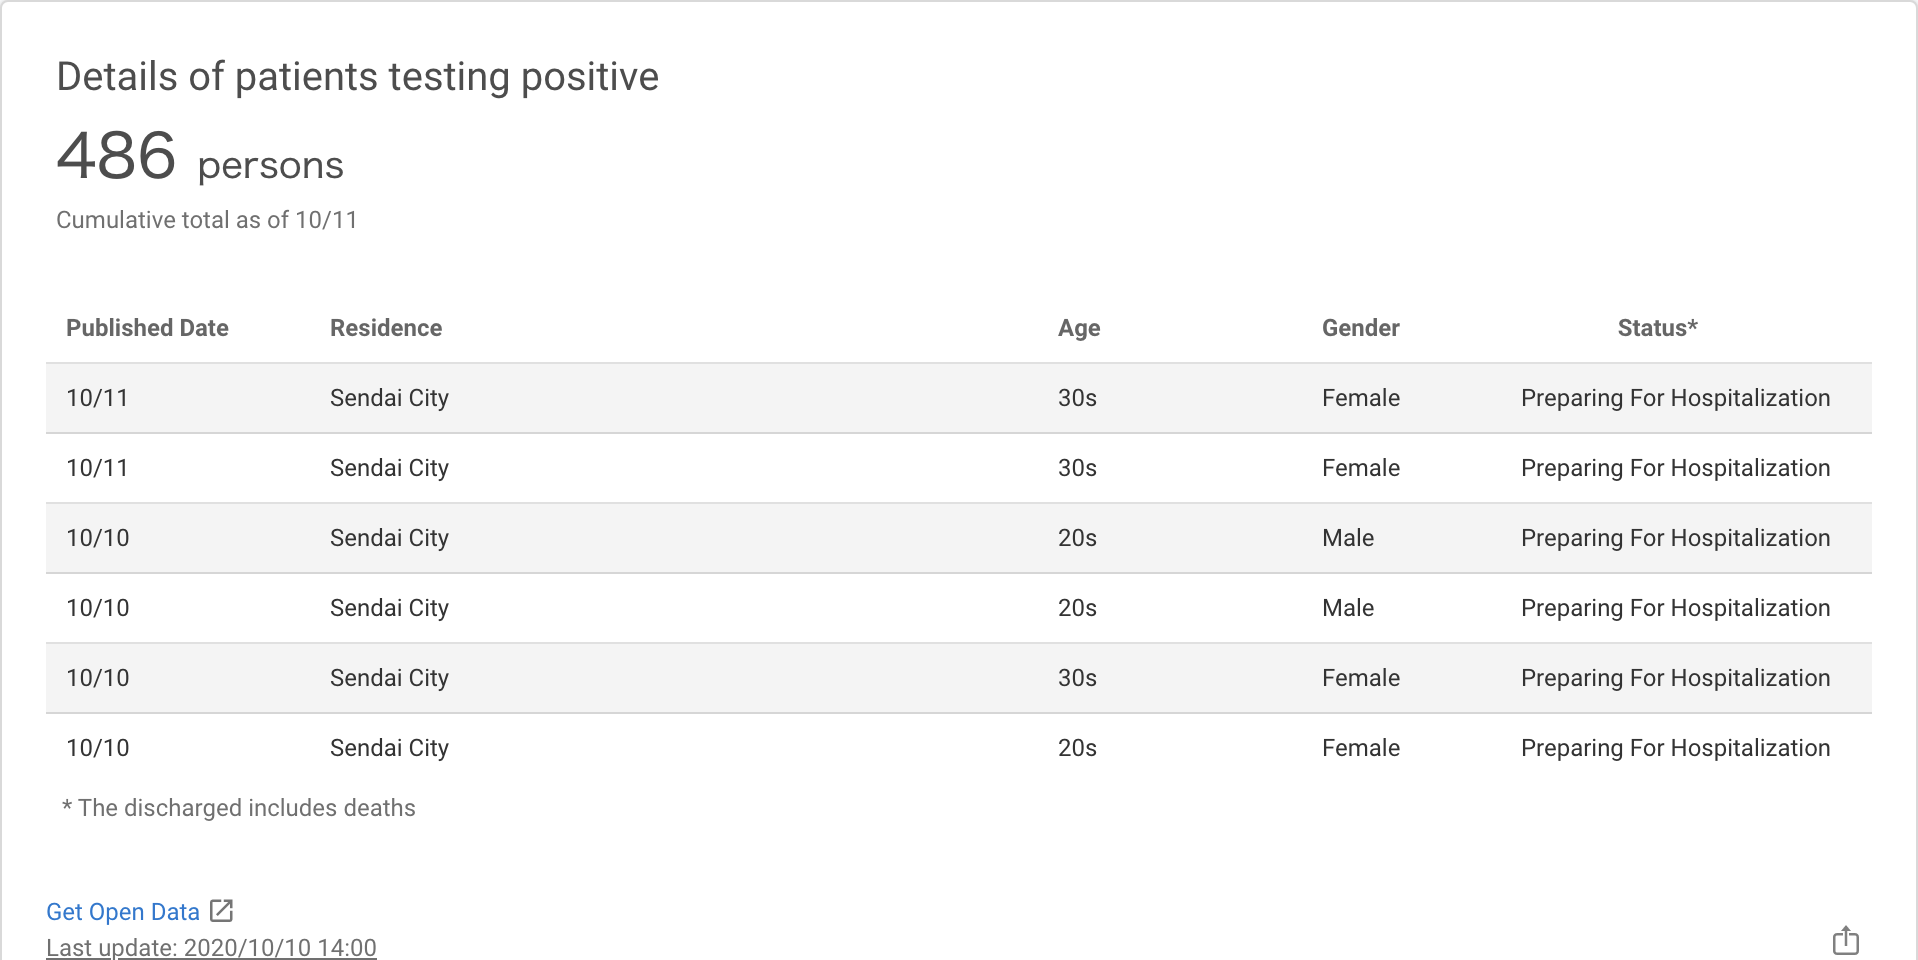 Details of patients testing positive
486 persons
Cumulative total as of 10/11
Published Date Residence Age Gender Status*
10/11 Sendai City 30s Female Preparing For Hospitalization
10/11 Sendai City 30s Female Preparing For Hospitalization
10/10 Sendai City 20s Male Preparing For Hospitalization
10/10 Sendai City 20s Male Preparing For Hospitalization
10/10 Sendai City 30s Female Preparing For Hospitalization
10/10 Sendai City 20s Female Preparing For Hospitalization
* The discharged includes deaths
Get Open Data
Last update: 2020/10/10 14:00